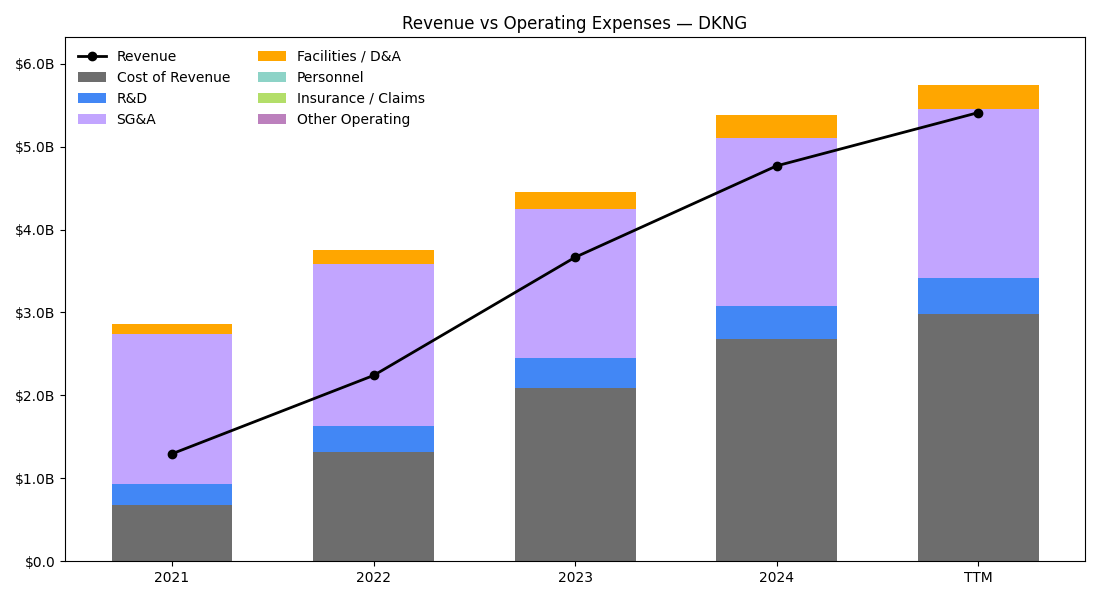 Revenue vs Operating Expenses — DKNG
Revenue
Cost of Revenue
R&D
SG&A
Facilities / D&A
Personnel
Insurance / Claims
Other Operating
$6.0B
$5.0B
$4.0B
$3.0B
$2.0B
$1.0B
$0.0
2021 2022 2023 2024 TTM